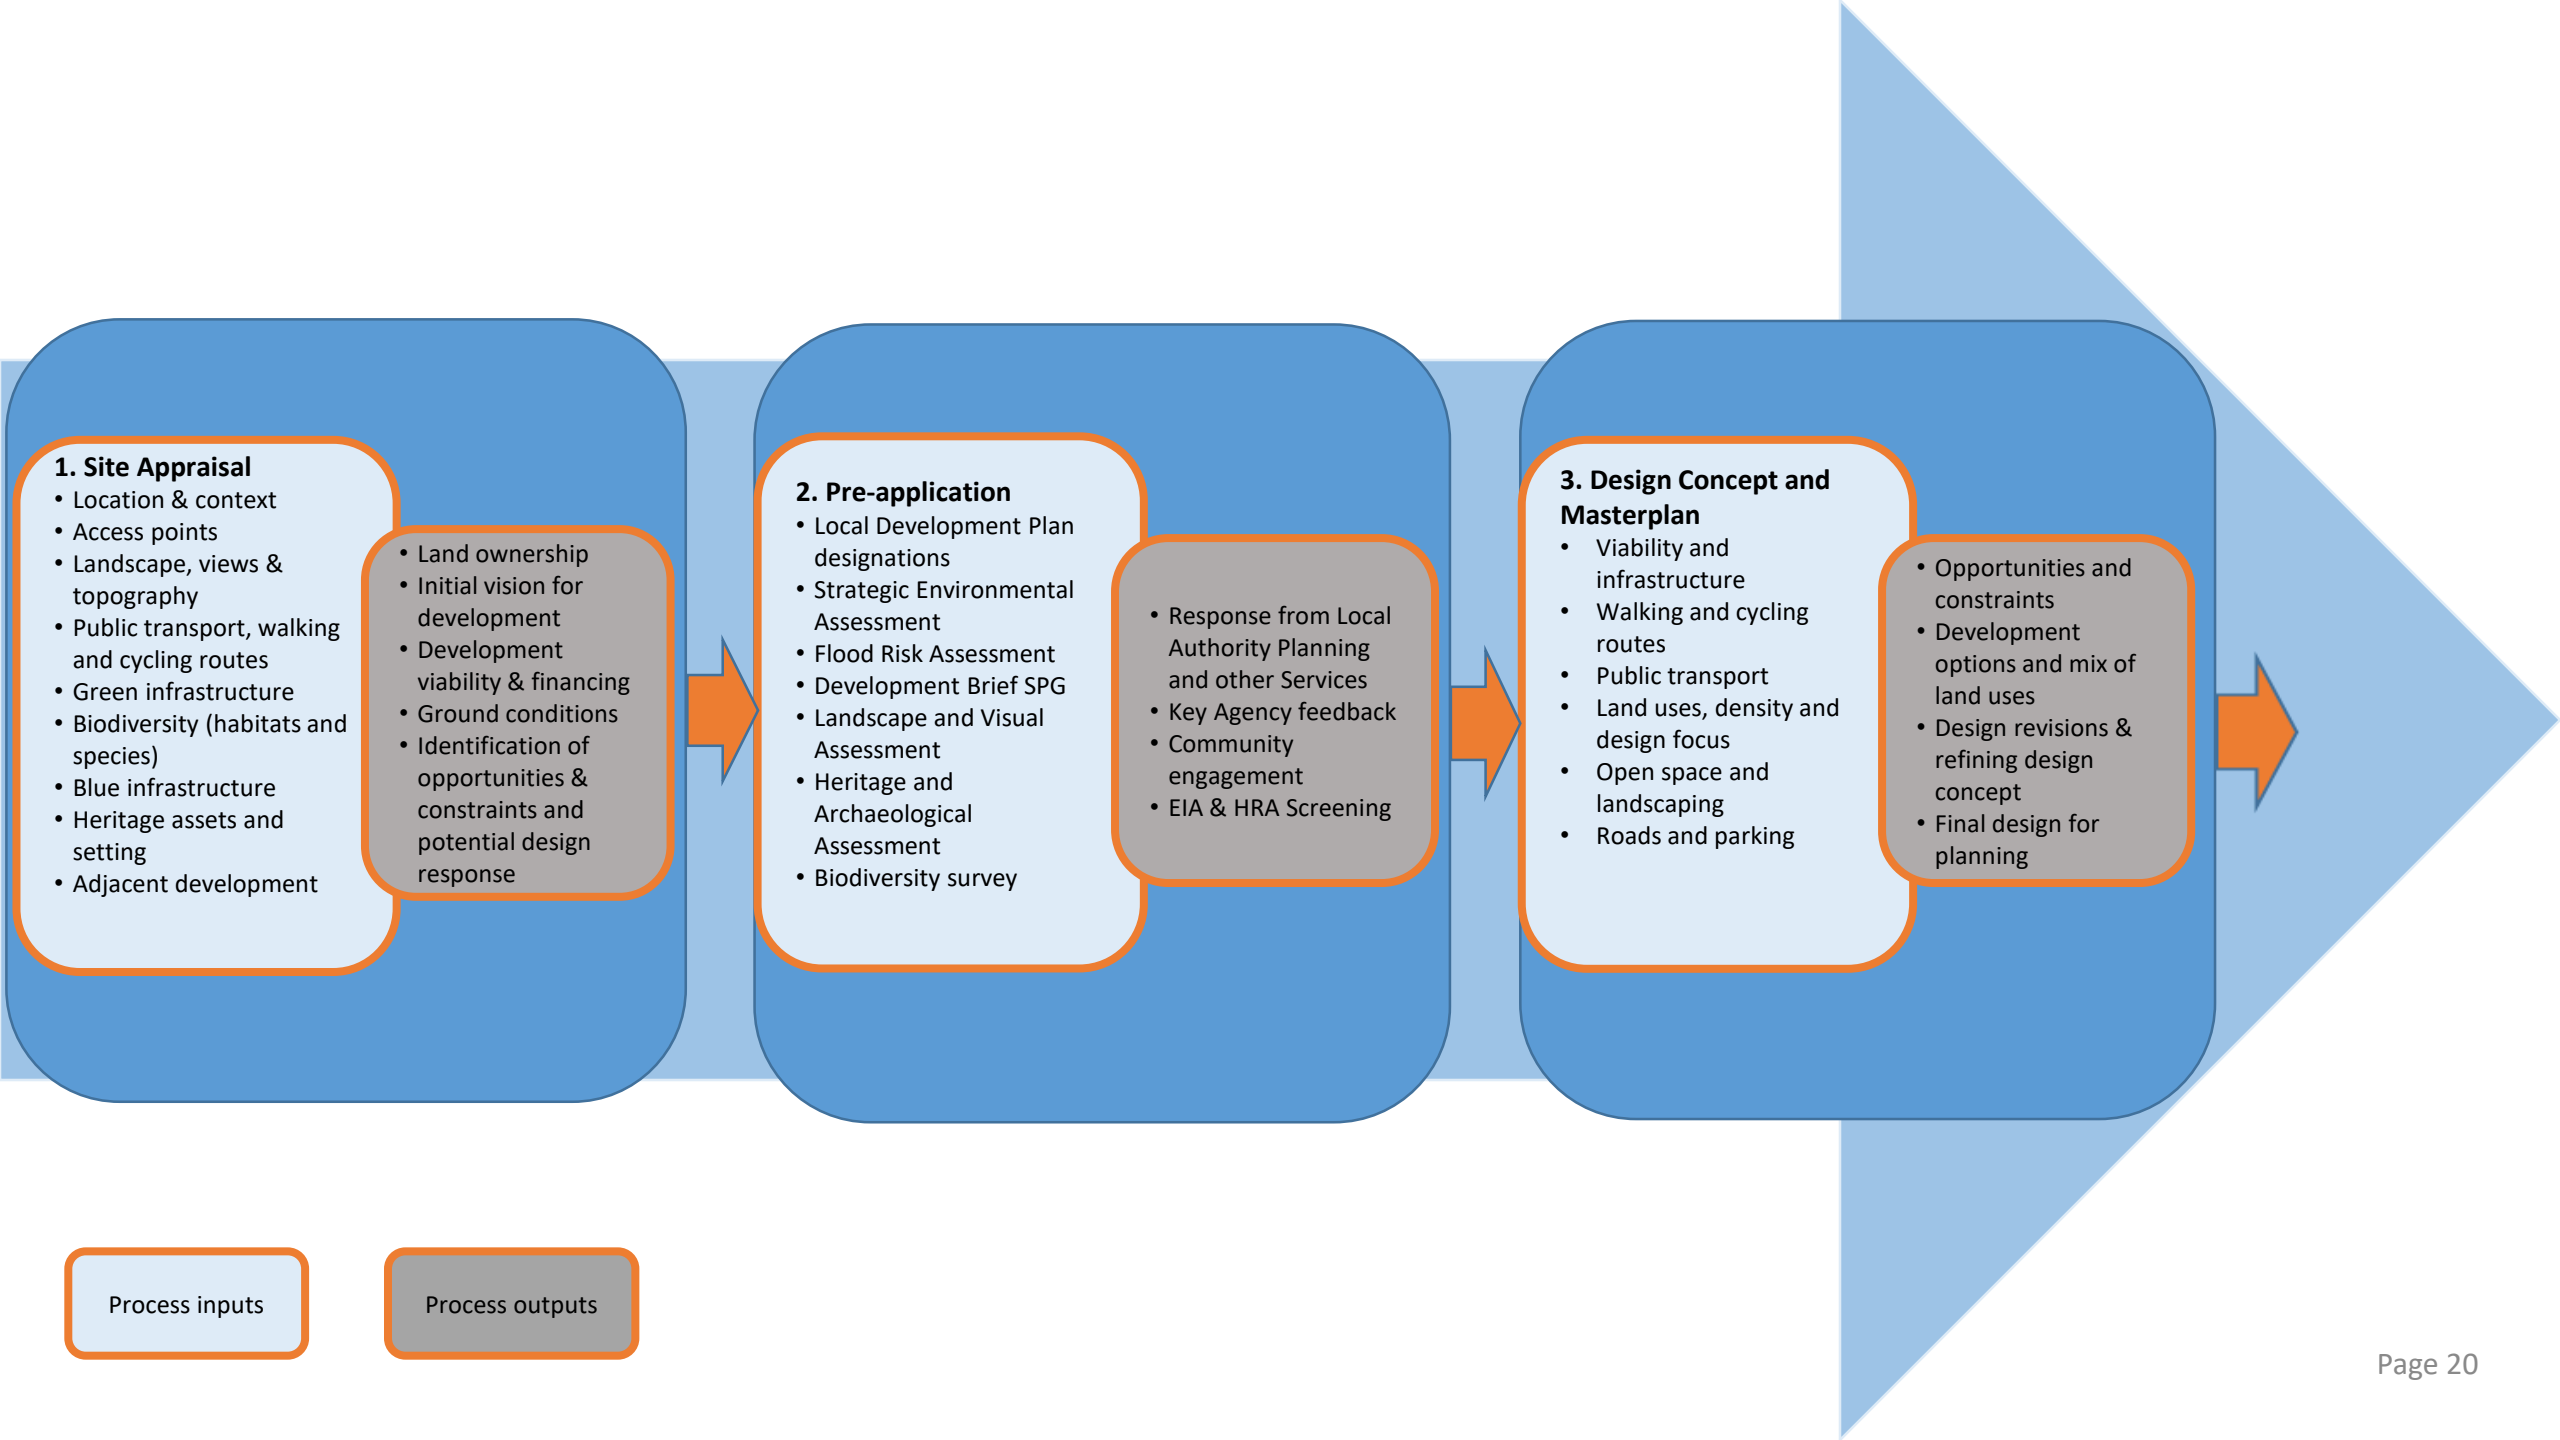 1. Site Appraisal
• Location & context
• Access points
• Landscape, views &
topography
• Public transport, walking
and cycling routes
• Green infrastructure
• Biodiversity (habitats and
species)
• Blue infrastructure
• Heritage assets and
setting
• Adjacent development
• Land ownership
• Initial vision for
development
• Development
viability & financing
• Ground conditions
• Identification of
opportunities &
constraints and
potential design
response
2. Pre-application
• Local Development Plan
designations
• Strategic Environmental
Assessment
• Flood Risk Assessment
• Development Brief SPG
• Landscape and Visual
Assessment
• Heritage and
Archaeological
Assessment
• Biodiversity survey
• Response from Local
Authority Planning
and other Services
• Key Agency feedback
• Community
engagement
• EIA & HRA Screening
3. Design Concept and
Masterplan
• Viability and
infrastructure
• Walking and cycling
routes
• Public transport
• Land uses, density and
design focus
• Open space and
landscaping
• Roads and parking
• Opportunities and
constraints
• Development
options and mix of
land uses
• Design revisions &
refining design
concept
• Final design for
planning
Process inputs
Process outputs
Page 20